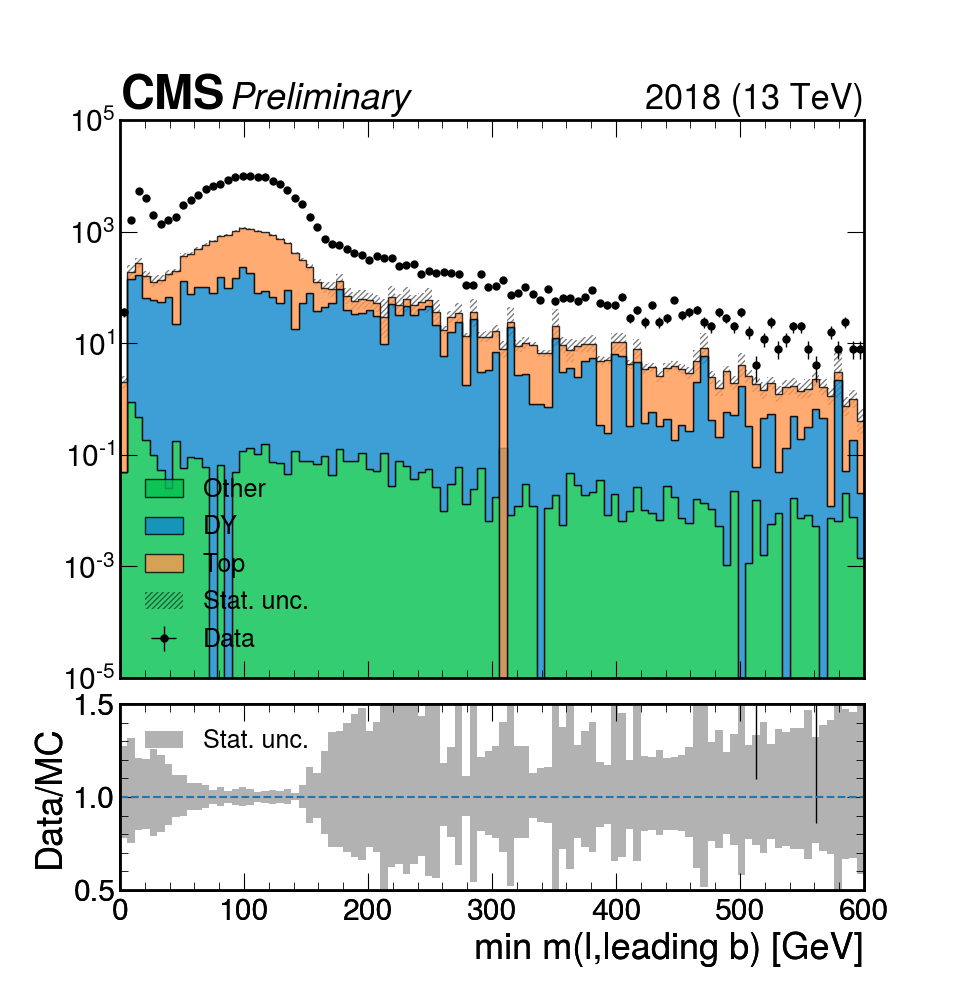 CMS Preliminary 2018 (13 TeV)
10^5
10^3
10^1
10^-1
10^-3
10^-5
Other
DY
Top
Stat. unc.
Data
Data/MC
1.5
1.0
0.5
Stat. unc.
0 100 200 300 400 500 600
min m(l,leading b) [GeV]